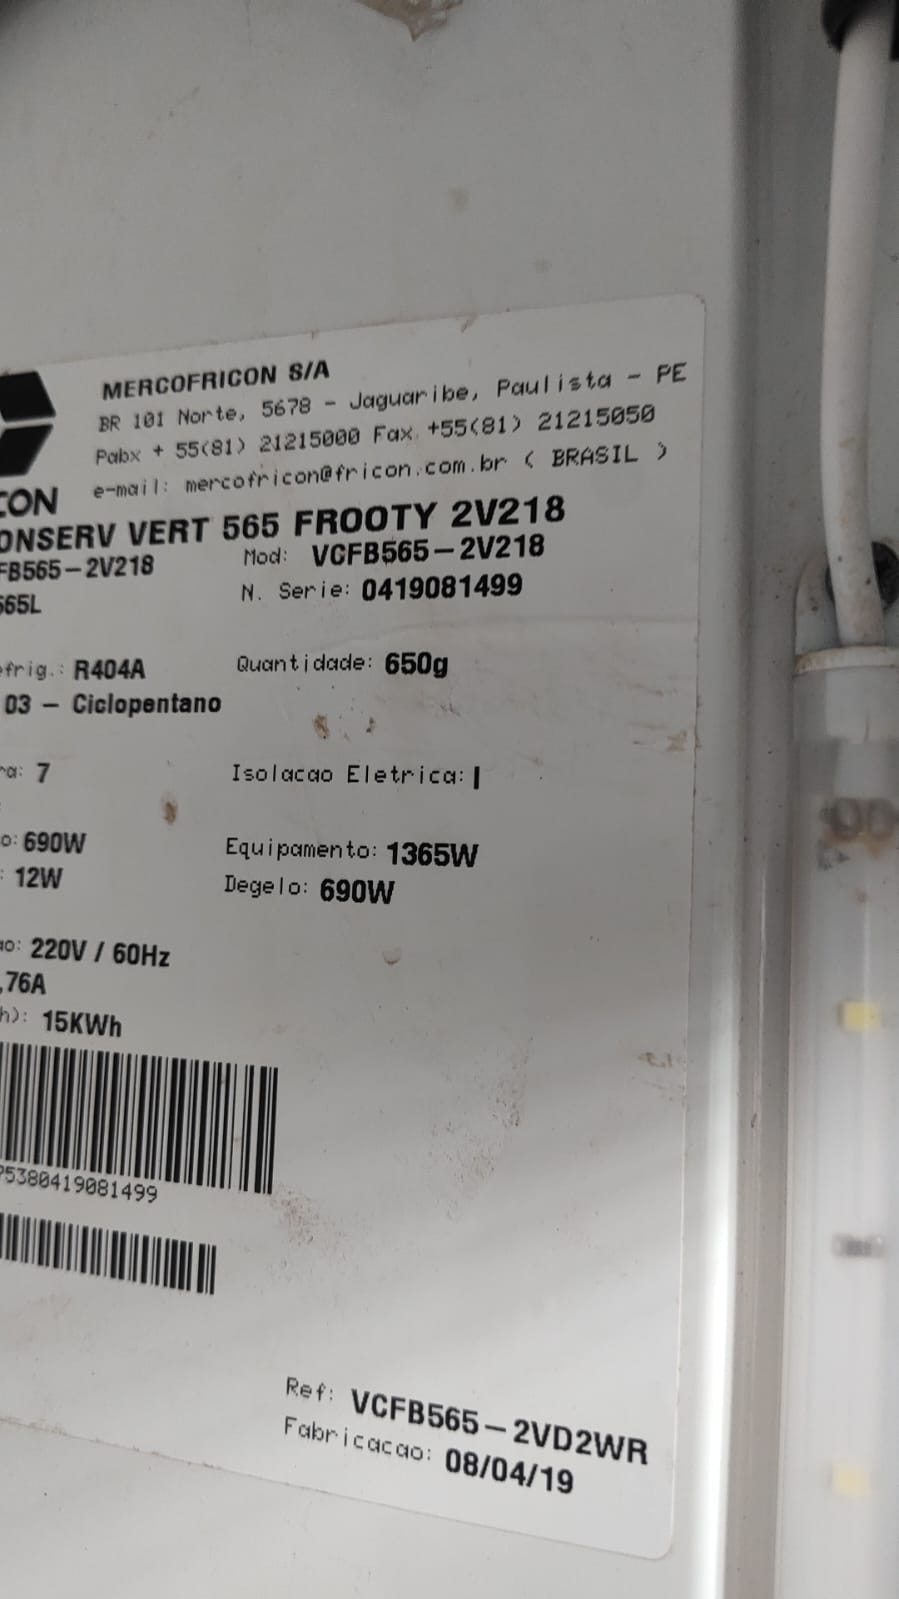 MERCOFRICON S/A
BR 101 Norte, 5678 - Jaguaribe, Paulista - PE
Pabx + 55(81) 21215000 Fax. +55(81) 21215050
e-mail: mercofricon@fricon.com.br ( BRASIL )
CON
ONSERV VERT 565 FROOTY 2V218
FB565-2V218 Mod: VCFB565-2V218
565L N. Serie: 0419081499
efrig.: R404A Quantidade: 650g
03 - Ciclopentano
ra: 7 Isolacao Eletrica: I
o: 690W Equipamento: 1365W
: 12W Degelo: 690W
ao: 220V / 60Hz
,76A
h): 15KWh
75380419081499
Ref: VCFB565-2VD2WR
Fabricacao: 08/04/19